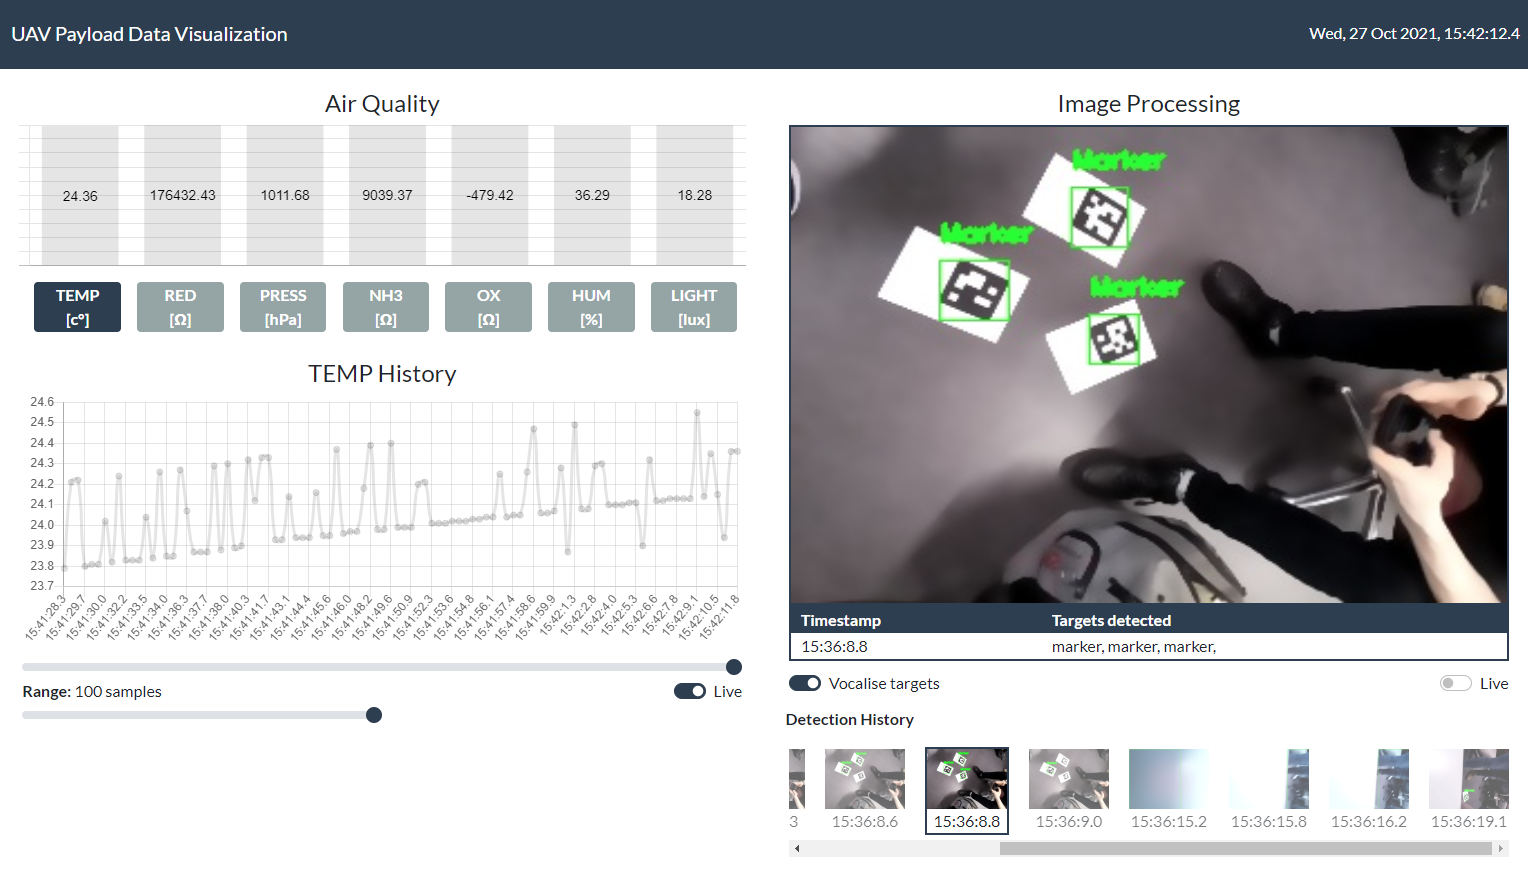 UAV Payload Data Visualization
Wed, 27 Oct 2021, 15:42:12.4
Air Quality
24.36 176432.43 1011.68 9039.37 -479.42 36.29 18.28
TEMP [c°]
RED [Ω]
PRESS [hPa]
NH3 [Ω]
OX [Ω]
HUM [%]
LIGHT [lux]
TEMP History
24.6
24.5
24.4
24.3
24.2
24.1
24.0
23.9
23.8
23.7
15:41:28.3 15:41:29.7 15:41:30.0 15:41:32.2 15:41:33.5 15:41:34.0 15:41:36.3 15:41:37.7 15:41:38.0 15:41:40.3 15:41:41.7 15:41:43.1 15:41:44.4 15:41:45.6 15:41:46.0 15:41:48.2 15:41:49.6 15:41:50.9 15:41:52.3 15:41:53.6 15:41:54.8 15:41:56.1 15:41:57.4 15:41:58.6 15:41:59.9 15:42:1.3 15:42:2.8 15:42:4.0 15:42:5.3 15:42:6.6 15:42:7.8 15:42:9.1 15:42:10.5 15:42:11.8
Range: 100 samples
Live
Image Processing
Marker
Marker
Marker
Timestamp Targets detected
15:36:8.8 marker, marker, marker,
Vocalise targets
Live
Detection History
3 15:36:8.6 15:36:8.8 15:36:9.0 15:36:15.2 15:36:15.8 15:36:16.2 15:36:19.1